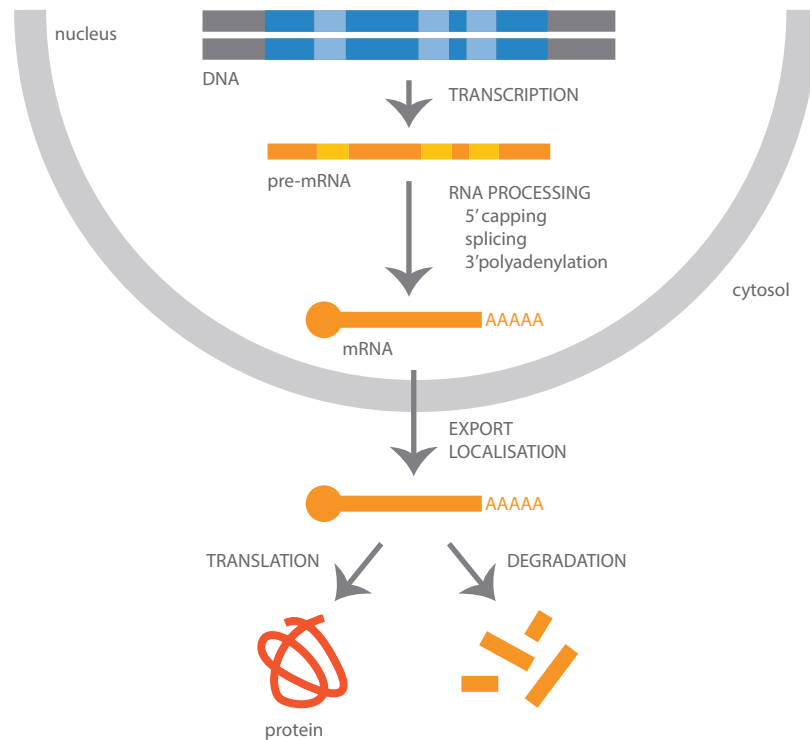 nucleus
DNA
TRANSCRIPTION
pre-mRNA
RNA PROCESSING
5’ capping
splicing
3’polyadenylation
cytosol
AAAAA
mRNA
EXPORT
LOCALISATION
AAAAA
TRANSLATION
DEGRADATION
protein